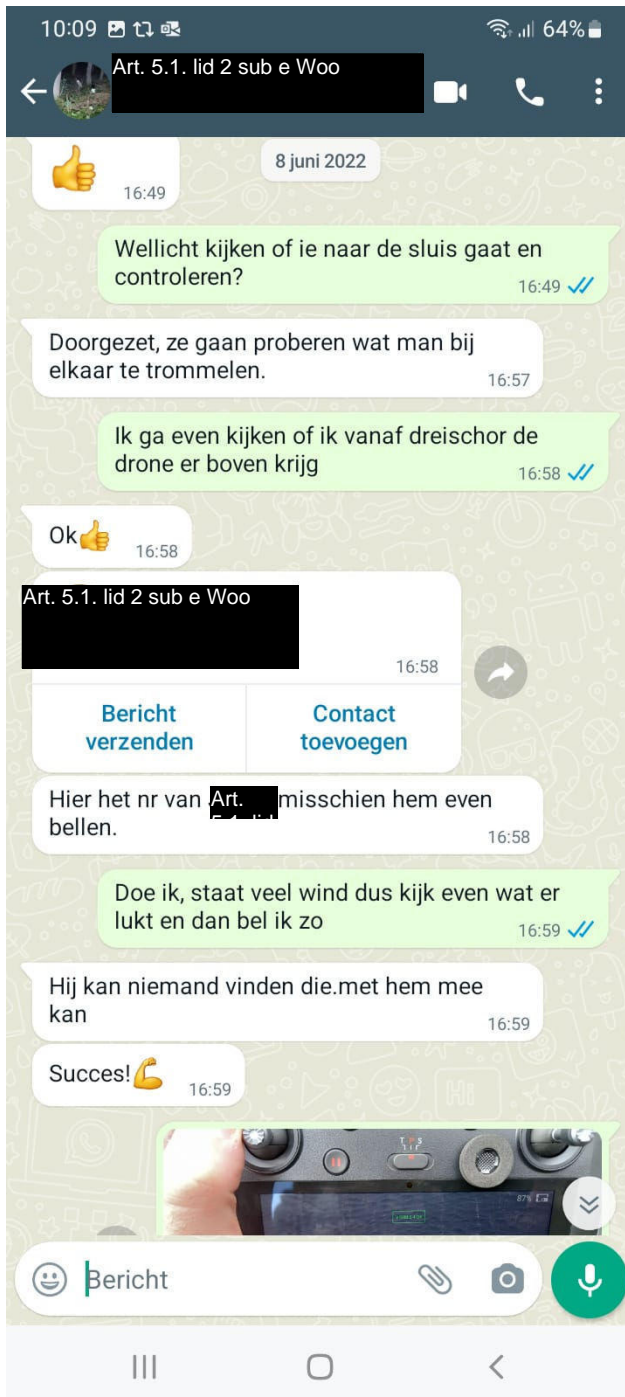 10:09 64%
Art. 5.1. lid 2 sub e Woo
8 juni 2022
16:49
Wellicht kijken of ie naar de sluis gaat en
controleren?
16:49
Doorgezet, ze gaan proberen wat man bij
elkaar te trommelen.
16:57
Ik ga even kijken of ik vanaf dreischor de
drone er boven krijg
16:58
Ok
16:58
Art. 5.1. lid 2 sub e Woo
16:58
Bericht
verzenden
Contact
toevoegen
Hier het nr van Art. misschien hem even
bellen.
16:58
Doe ik, staat veel wind dus kijk even wat er
lukt en dan bel ik zo
16:59
Hij kan niemand vinden die.met hem mee
kan
16:59
Succes!
16:59
T P S
87%
Bericht